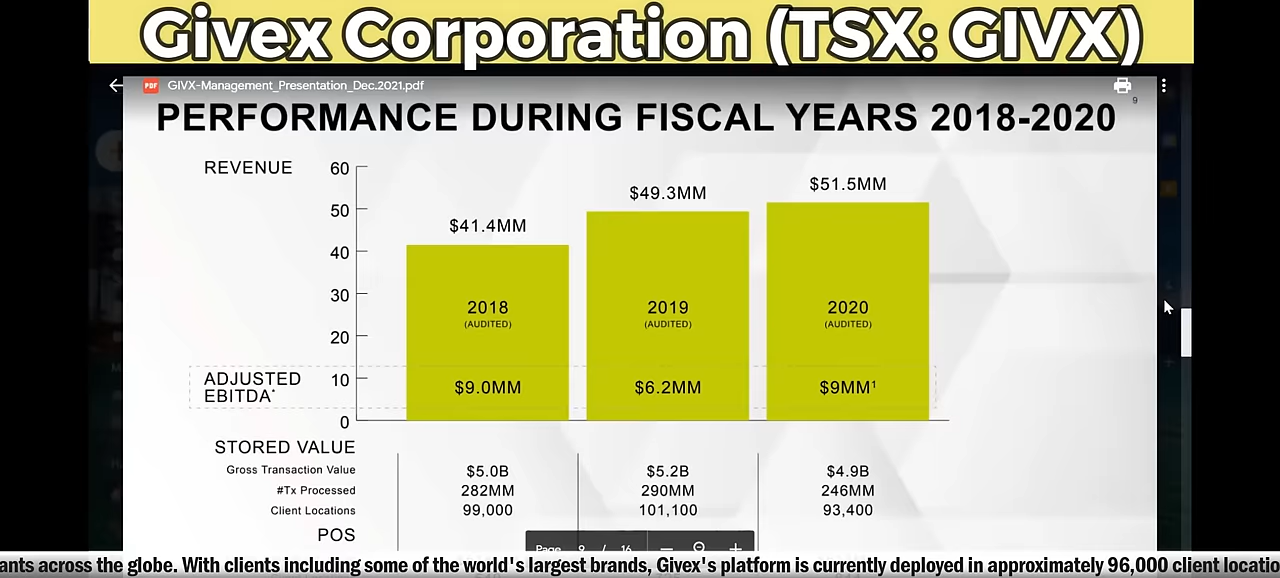 Givex Corporation (TSX: GIVX)
PDF GIVX-Management_Presentation_Dec.2021.pdf
9
PERFORMANCE DURING FISCAL YEARS 2018-2020
REVENUE
60
50
40
30
20
10
0
$41.4MM
$49.3MM
$51.5MM
2018
(AUDITED)
2019
(AUDITED)
2020
(AUDITED)
ADJUSTED
EBITDA*
$9.0MM $6.2MM $9MM¹
STORED VALUE
Gross Transaction Value $5.0B $5.2B $4.9B
#Tx Processed 282MM 290MM 246MM
Client Locations 99,000 101,100 93,400
POS
Page 9 / 16
across the globe. With clients including some of the world's largest brands, Givex's platform is currently deployed in approximately 96,000 client